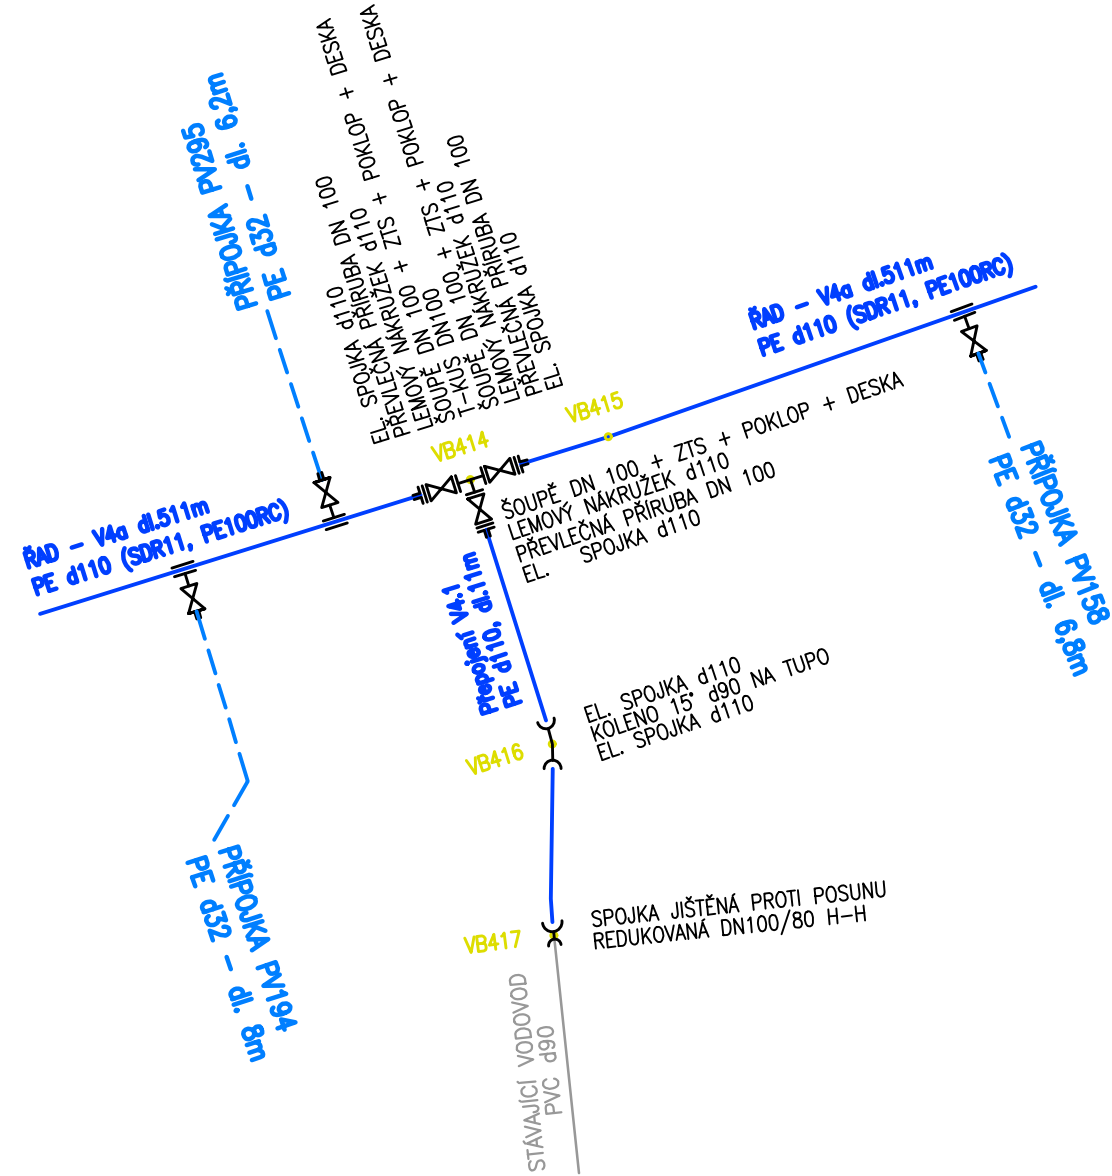 EL. SPOJKA d110
PŘEVLEČNÁ PŘÍRUBA DN 100
LEMOVÝ NÁKRUŽEK d110
ŠOUPĚ DN 100 + ZTS + POKLOP + DESKA
T-KUS DN100
ŠOUPĚ DN 100 + ZTS + POKLOP + DESKA
LEMOVÝ NÁKRUŽEK d110
PŘEVLEČNÁ PŘÍRUBA DN 100
EL. SPOJKA d110
PŘÍPOJKA PV295
PE d32 - dl. 6,2m
ŘAD - V4a dl.511m
PE d110 (SDR11, PE100RC)
VB415
VB414
ŠOUPĚ DN 100 + ZTS + POKLOP + DESKA
LEMOVÝ NÁKRUŽEK d110
PŘEVLEČNÁ PŘÍRUBA DN 100
EL. SPOJKA d110
PŘÍPOJKA PV158
PE d32 - dl. 6,8m
ŘAD - V4a dl.511m
PE d110 (SDR11, PE100RC)
Přepojení V4.1
PE d110, dl.11m
EL. SPOJKA d110
KOLENO 15° d90 NA TUPO
EL. SPOJKA d110
VB416
PŘÍPOJKA PV194
PE d32 - dl. 8m
SPOJKA JIŠTĚNÁ PROTI POSUNU
REDUKOVANÁ DN100/80 H-H
VB417
STÁVAJÍCÍ VODOVOD
PVC d90